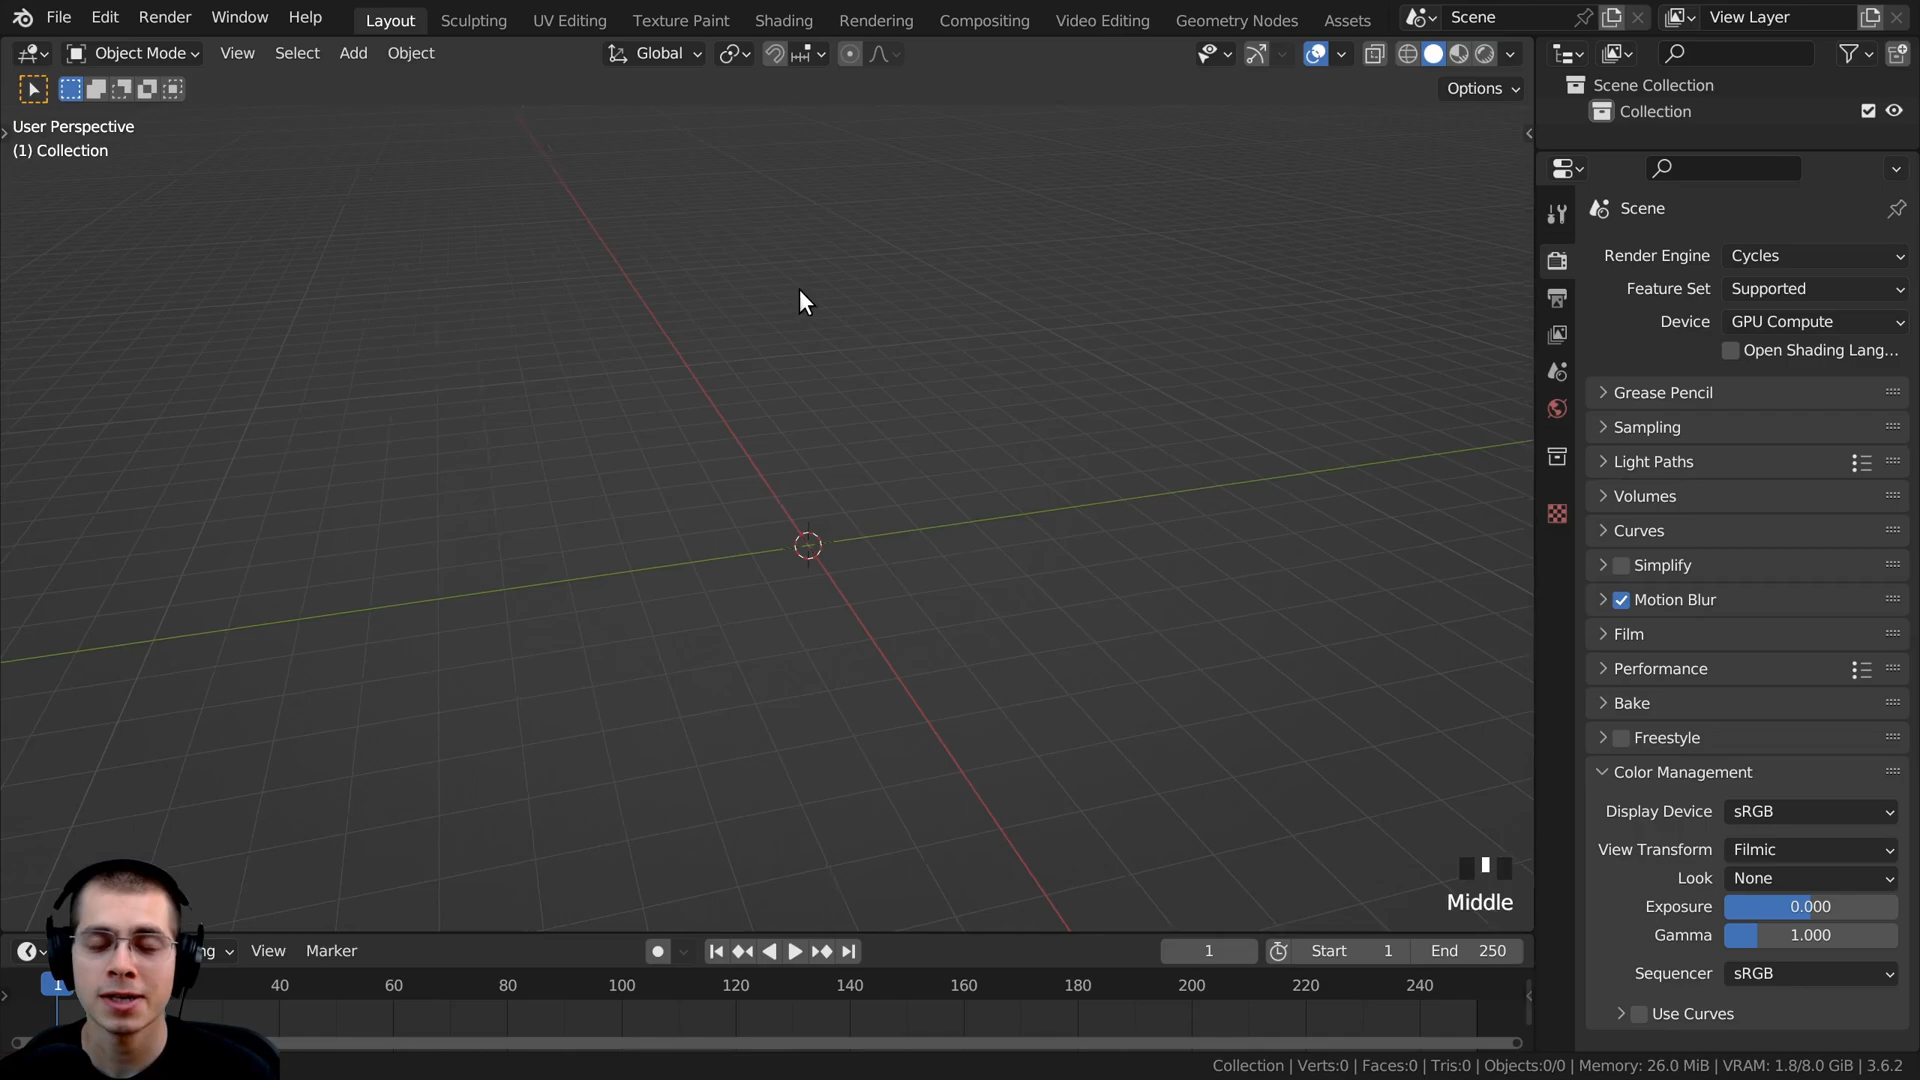 File Edit Render Window Help Layout Sculpting UV Editing Texture Paint Shading Rendering Compositing Video Editing Geometry Nodes Assets Scene View Layer
Object Mode View Select Add Object Global
Options
User Perspective
(1) Collection
Scene Collection
Collection
Scene
Render Engine Cycles
Feature Set Supported
Device GPU Compute
Open Shading Lang...
Grease Pencil
Sampling
Light Paths
Volumes
Curves
Simplify
Motion Blur
Film
Performance
Bake
Freestyle
Color Management
Display Device sRGB
View Transform Filmic
Look None
Exposure 0.000
Gamma 1.000
Sequencer sRGB
Use Curves
Middle
ng View Marker 1 Start 1 End 250
1 40 60 80 100 120 140 160 180 200 220 240
Collection | Verts:0 | Faces:0 | Tris:0 | Objects:0/0 | Memory: 26.0 MiB | VRAM: 1.8/8.0 GiB | 3.6.2